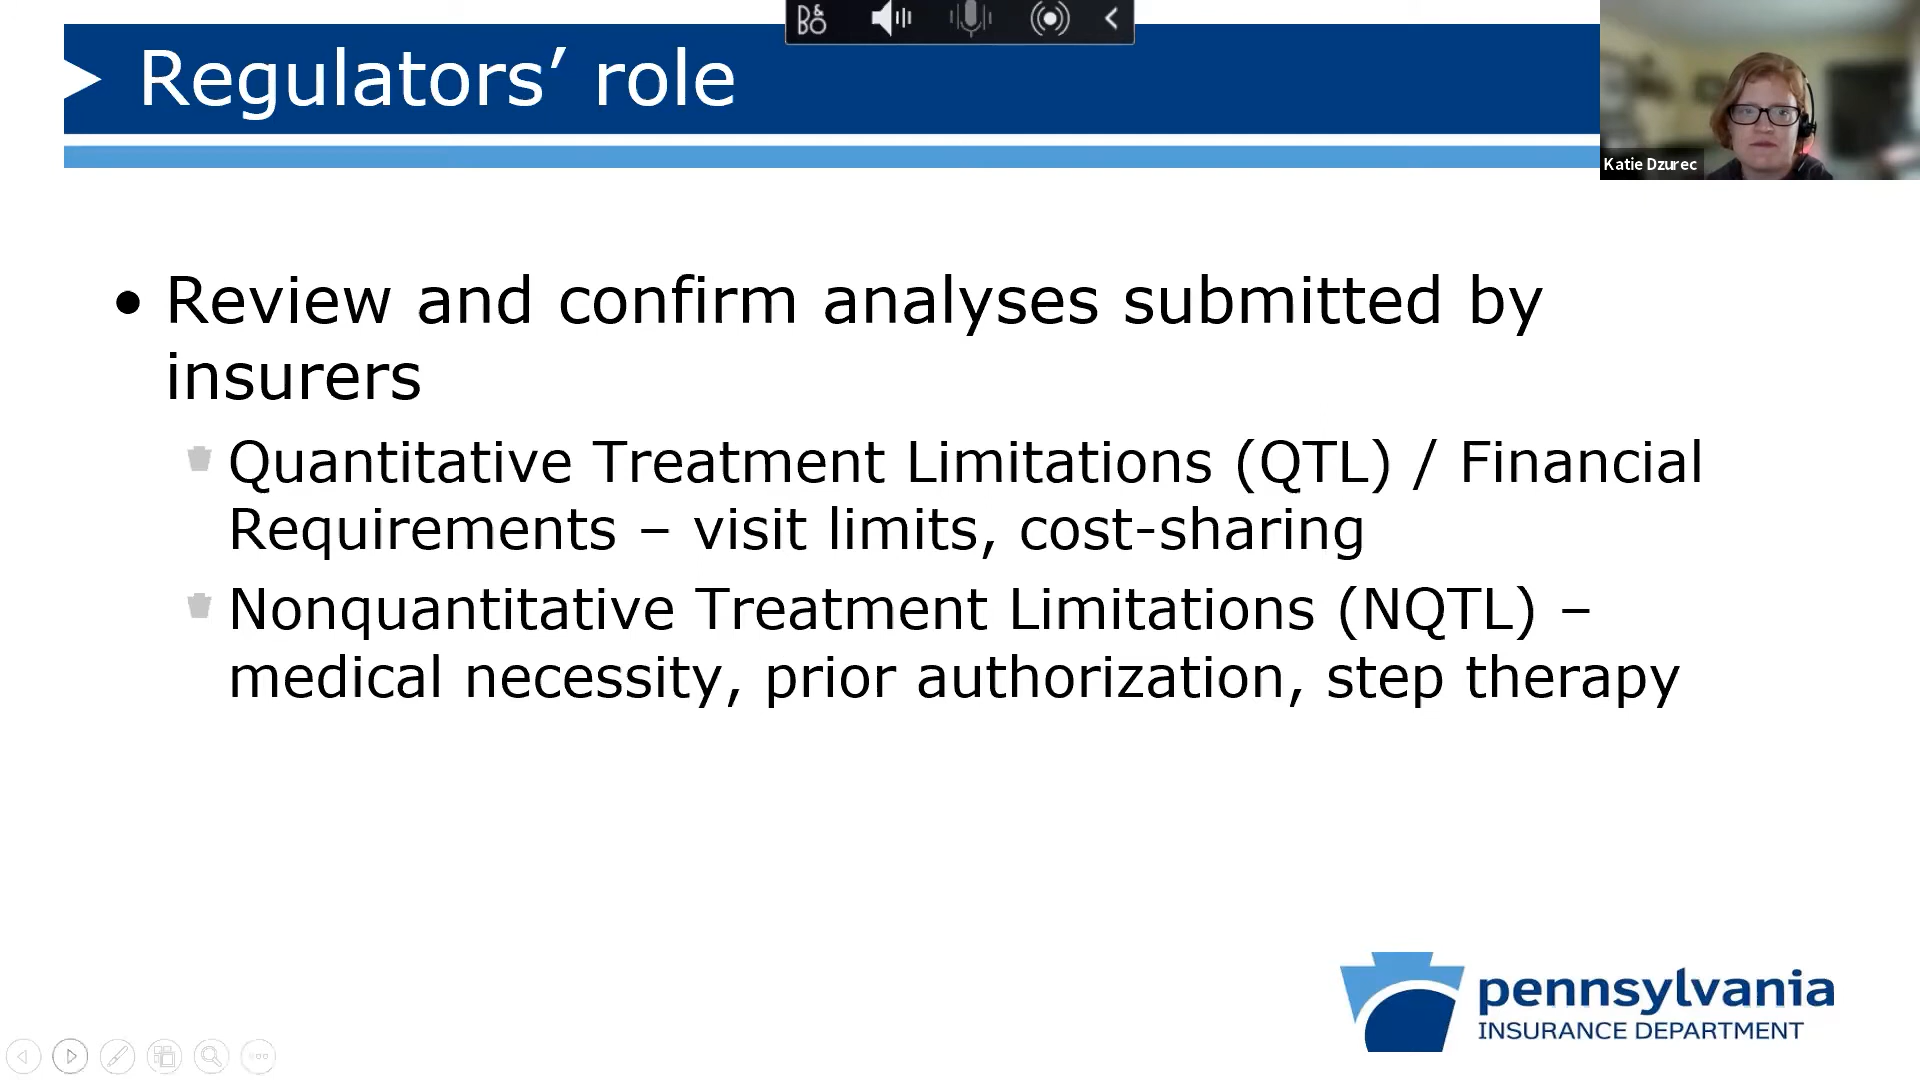 B&O
Regulators’ role
Katie Dzurec
• Review and confirm analyses submitted by
insurers
Quantitative Treatment Limitations (QTL) / Financial
Requirements – visit limits, cost-sharing
Nonquantitative Treatment Limitations (NQTL) –
medical necessity, prior authorization, step therapy
pennsylvania
INSURANCE DEPARTMENT